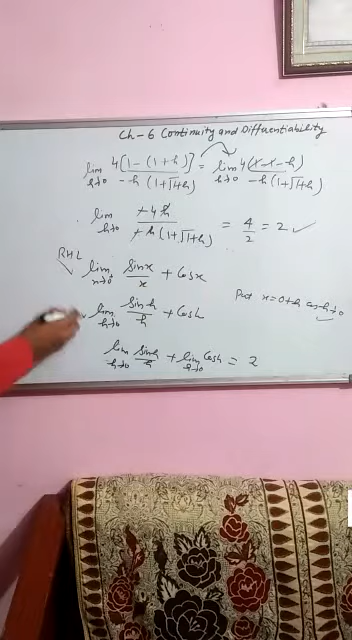 Ch-6 Continuity and Differentiability
lim h→0 4[1-(1+h)] / -h(1+√1+h) = lim h→0 4(x-x-h) / -h(1+√1+h)
lim h→0 +4h / +h(1+√1+h) = 4/2 = 2 ✓
RHL
lim x→0⁺ sinx/x + cosx
Put x=0+h as h→0
lim h→0 sinh/h + cosh
lim h→0 sinh/h + lim h→0 cosh = 2